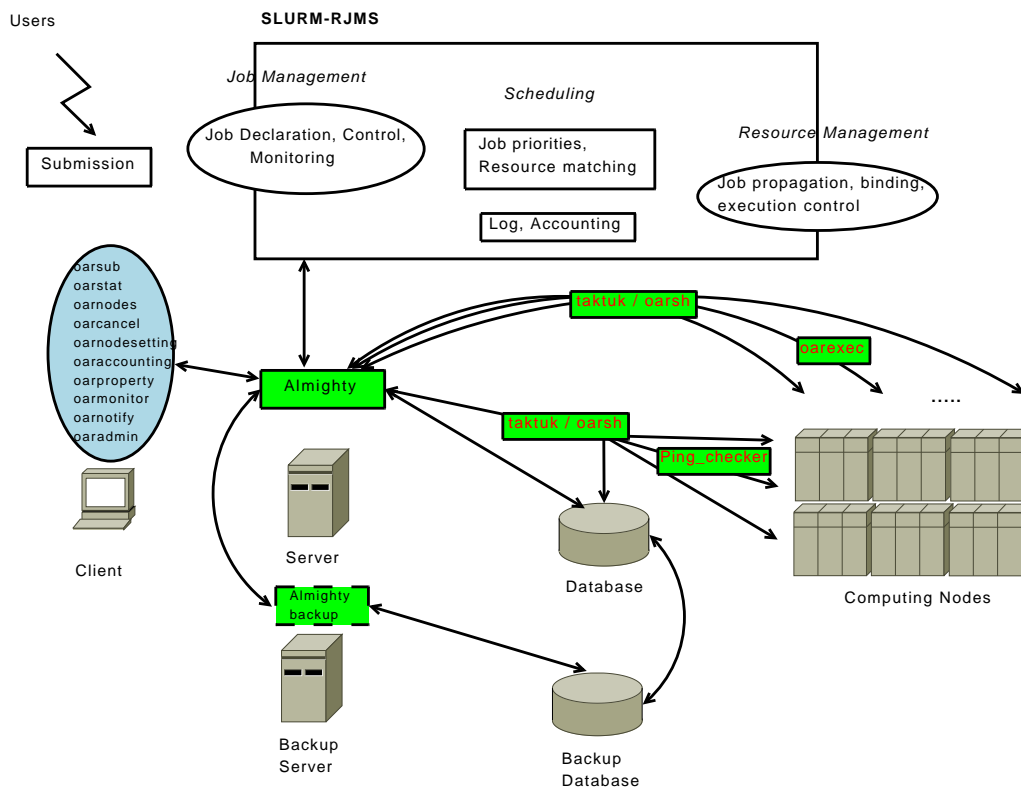 Users
SLURM-RJMS
Job Management
Scheduling
Resource Management
Job Declaration, Control,
Monitoring
Job priorities,
Resource matching
Job propagation, binding,
execution control
Log, Accounting
Submission
oarsub
oarstat
oarnodes
oarcancel
oarnodesetting
oaraccounting
oarproperty
oarmonitor
oarnotify
oaradmin
Client
Almighty
taktuk / oarsh
oarexec
.....
taktuk / oarsh
Ping_checker
Server
Database
Computing Nodes
Almighty
backup
Backup
Server
Backup
Database